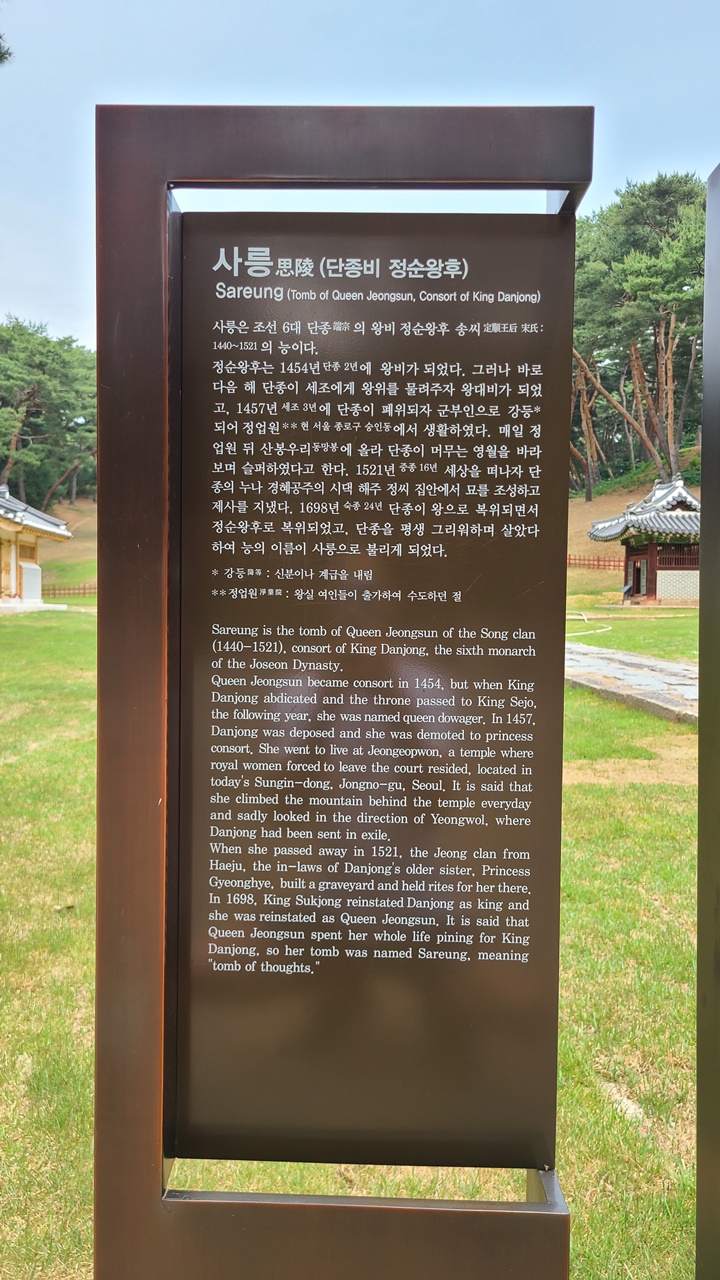 사릉思陵 (단종비 정순왕후)
Sareung (Tomb of Queen Jeongsun, Consort of King Danjong)
사릉은 조선 6대 단종端宗의 왕비 정순왕후 송씨定順王后 宋氏:
1440~1521의 능이다.
정순왕후는 1454년단종 2년에 왕비가 되었다. 그러나 바로
다음 해 단종이 세조에게 왕위를 물려주자 왕대비가 되었
고, 1457년 세조 3년에 단종이 폐위되자 군부인으로 강등*
되어 정업원**현 서울 종로구 숭인동에서 생활하였다. 매일 정
업원 뒤 산봉우리동망봉에 올라 단종이 머무는 영월을 바라
보며 슬퍼하였다고 한다. 1521년 중종 16년 세상을 떠나자 단
종의 누나 경혜공주의 시댁 해주 정씨 집안에서 묘를 조성하고
제사를 지냈다. 1698년 숙종 24년 단종이 왕으로 복위되면서
정순왕후로 복위되었고, 단종을 평생 그리워하며 살았다
하여 능의 이름이 사릉으로 불리게 되었다.
* 강등降等 : 신분이나 계급을 내림
**정업원淨業院 : 왕실 여인들이 출가하여 수도하던 절
Sareung is the tomb of Queen Jeongsun of the Song clan
(1440-1521), consort of King Danjong, the sixth monarch
of the Joseon Dynasty.
Queen Jeongsun became consort in 1454, but when King
Danjong abdicated and the throne passed to King Sejo,
the following year, she was named queen dowager. In 1457,
Danjong was deposed and she was demoted to princess
consort. She went to live at Jeongeopwon, a temple where
royal women forced to leave the court resided, located in
today's Sungin-dong, Jongno-gu, Seoul. It is said that
she climbed the mountain behind the temple everyday
and sadly looked in the direction of Yeongwol, where
Danjong had been sent in exile.
When she passed away in 1521, the Jeong clan from
Haeju, the in-laws of Danjong's older sister, Princess
Gyeonghye, built a graveyard and held rites for her there.
In 1698, King Sukjong reinstated Danjong as king and
she was reinstated as Queen Jeongsun. It is said that
Queen Jeongsun spent her whole life pining for King
Danjong, so her tomb was named Sareung, meaning
"tomb of thoughts."